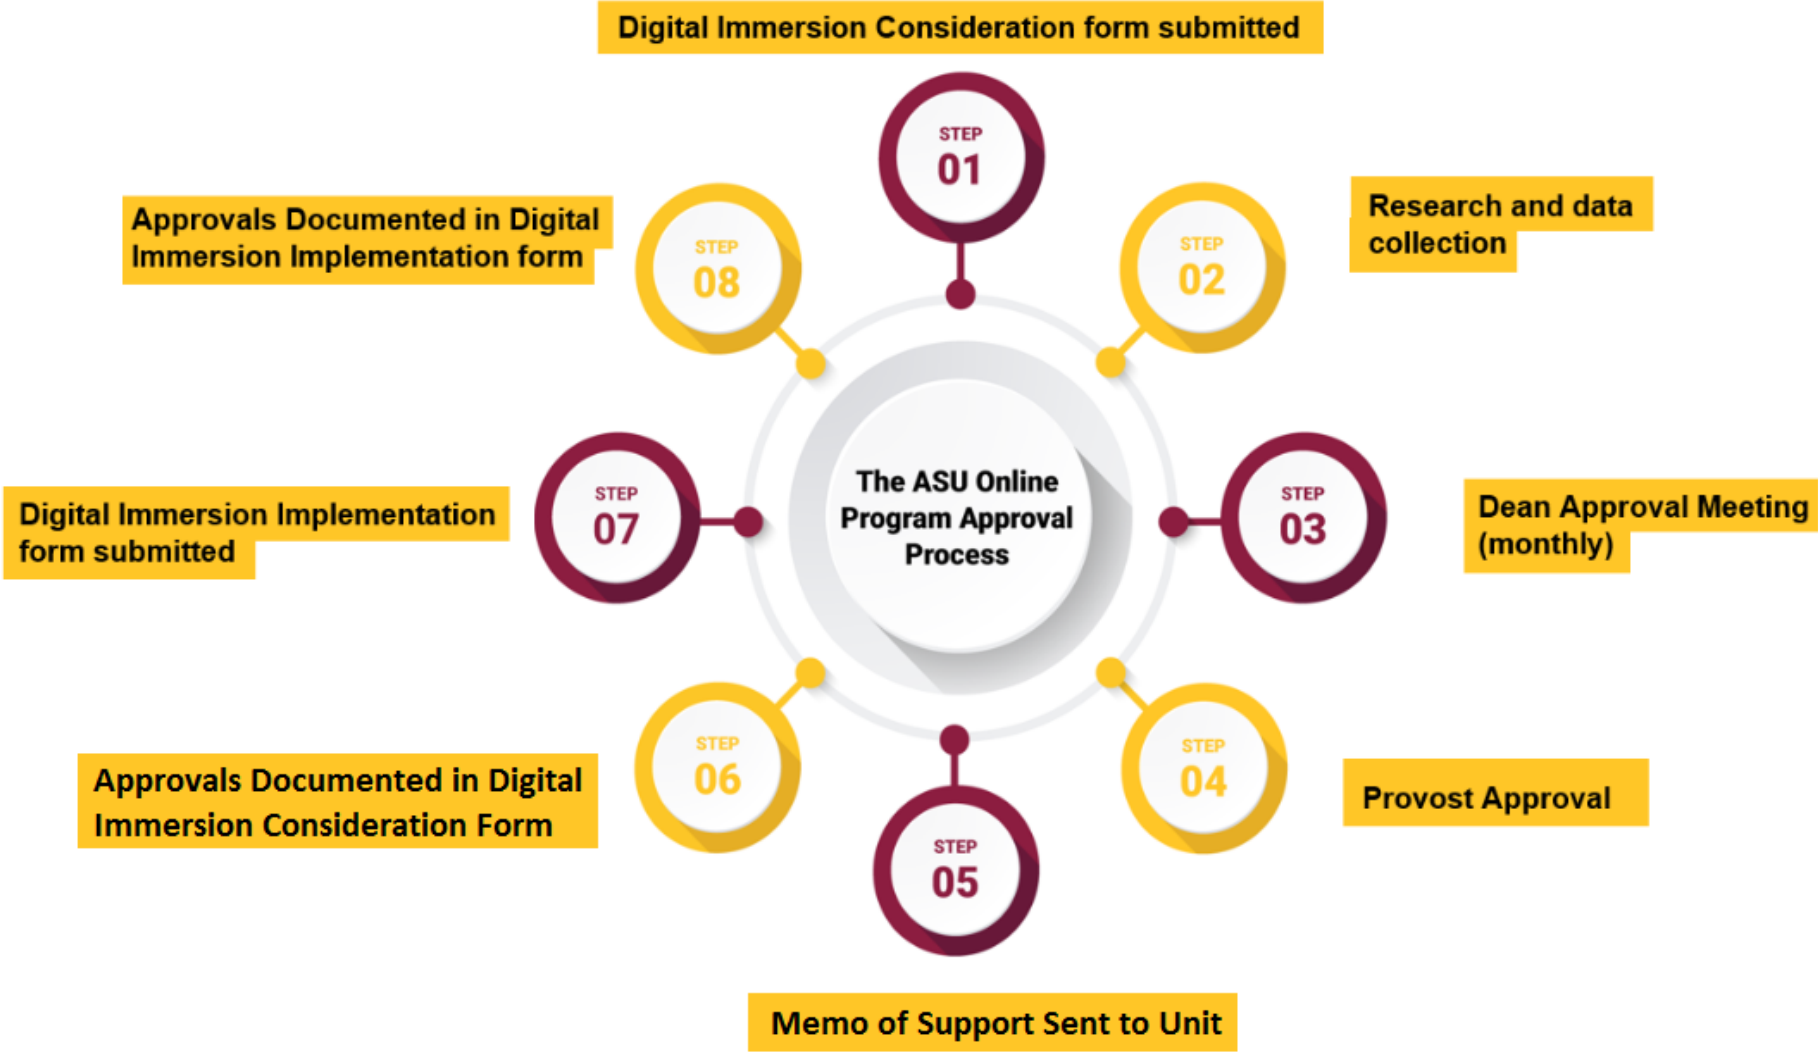 Digital Immersion Consideration form submitted
STEP
01
STEP
02
Research and data
collection
STEP
03
Dean Approval Meeting
(monthly)
STEP
04
Provost Approval
STEP
05
Memo of Support Sent to Unit
STEP
06
Approvals Documented in Digital
Immersion Consideration Form
STEP
07
Digital Immersion Implementation
form submitted
STEP
08
Approvals Documented in Digital
Immersion Implementation form
The ASU Online
Program Approval
Process